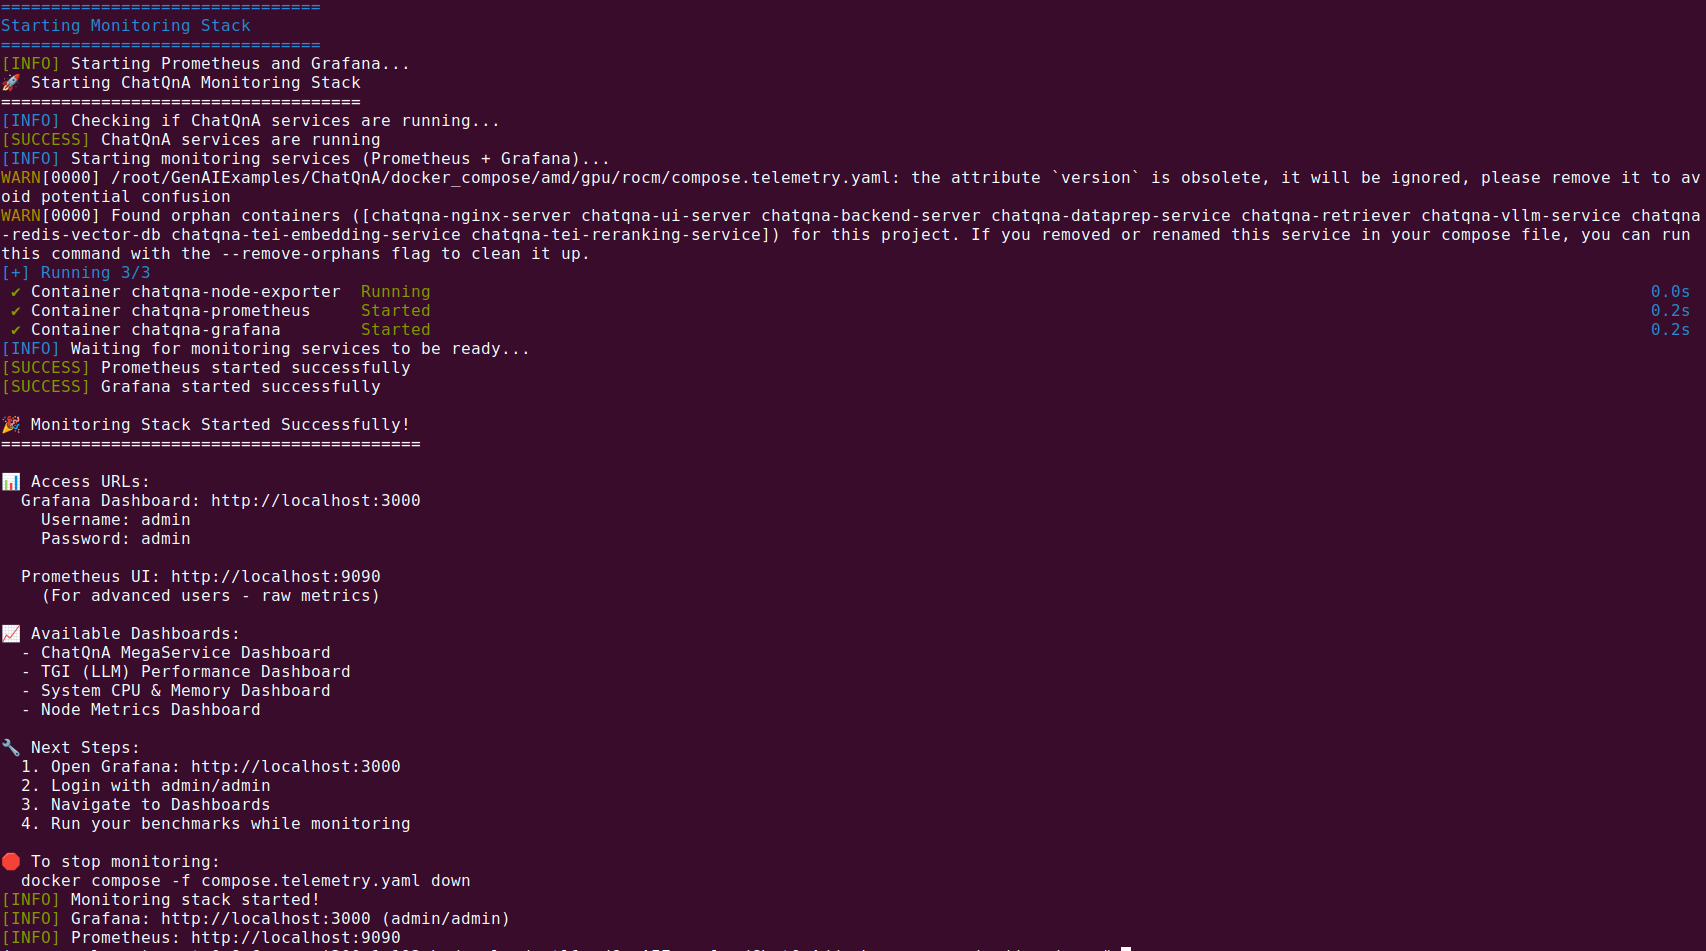 ================================
Starting Monitoring Stack
================================
[INFO] Starting Prometheus and Grafana...
🚀 Starting ChatQnA Monitoring Stack
====================================
[INFO] Checking if ChatQnA services are running...
[SUCCESS] ChatQnA services are running
[INFO] Starting monitoring services (Prometheus + Grafana)...
WARN[0000] /root/GenAIExamples/ChatQnA/docker_compose/amd/gpu/rocm/compose.telemetry.yaml: the attribute `version` is obsolete, it will be ignored, please remove it to av
oid potential confusion
WARN[0000] Found orphan containers ([chatqna-nginx-server chatqna-ui-server chatqna-backend-server chatqna-dataprep-service chatqna-retriever chatqna-vllm-service chatqna
-redis-vector-db chatqna-tei-embedding-service chatqna-tei-reranking-service]) for this project. If you removed or renamed this service in your compose file, you can run
this command with the --remove-orphans flag to clean it up.
[+] Running 3/3
✔ Container chatqna-node-exporter Running 0.0s
✔ Container chatqna-prometheus Started 0.2s
✔ Container chatqna-grafana Started 0.2s
[INFO] Waiting for monitoring services to be ready...
[SUCCESS] Prometheus started successfully
[SUCCESS] Grafana started successfully
🎉 Monitoring Stack Started Successfully!
==========================================
📊 Access URLs:
Grafana Dashboard: http://localhost:3000
Username: admin
Password: admin
Prometheus UI: http://localhost:9090
(For advanced users - raw metrics)
📈 Available Dashboards:
- ChatQnA MegaService Dashboard
- TGI (LLM) Performance Dashboard
- System CPU & Memory Dashboard
- Node Metrics Dashboard
🔧 Next Steps:
1. Open Grafana: http://localhost:3000
2. Login with admin/admin
3. Navigate to Dashboards
4. Run your benchmarks while monitoring
🛑 To stop monitoring:
docker compose -f compose.telemetry.yaml down
[INFO] Monitoring stack started!
[INFO] Grafana: http://localhost:3000 (admin/admin)
[INFO] Prometheus: http://localhost:9090